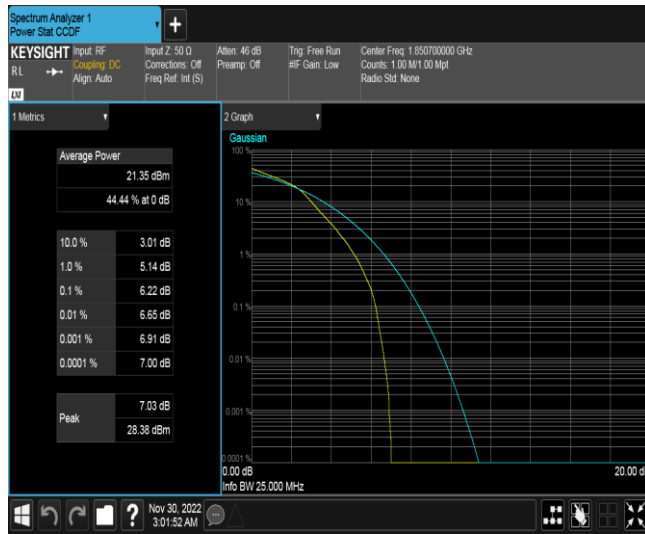 Spectrum Analyzer 1
Power Stat CCDF
+
KEYSIGHT
RL
LXI
Input: RF
Coupling: DC
Align: Auto
Input Z: 50 Ω
Corrections: Off
Freq Ref: Int (S)
Atten: 46 dB
Preamp: Off
Trig: Free Run
#IF Gain: Low
Center Freq: 1.850700000 GHz
Counts: 1.00 M/1.00 Mpt
Radio Std: None
1 Metrics
Average Power
21.35 dBm
44.44 % at 0 dB
10.0 % 3.01 dB
1.0 % 5.14 dB
0.1 % 6.22 dB
0.01 % 6.65 dB
0.001 % 6.91 dB
0.0001 % 7.00 dB
Peak
7.03 dB
28.38 dBm
2 Graph
Gaussian
100 %
10 %
1 %
0.1 %
0.01 %
0.001 %
0.0001 %
0.00 dB
20.00 d
Info BW 25.000 MHz
?
Nov 30, 2022
3:01:52 AM